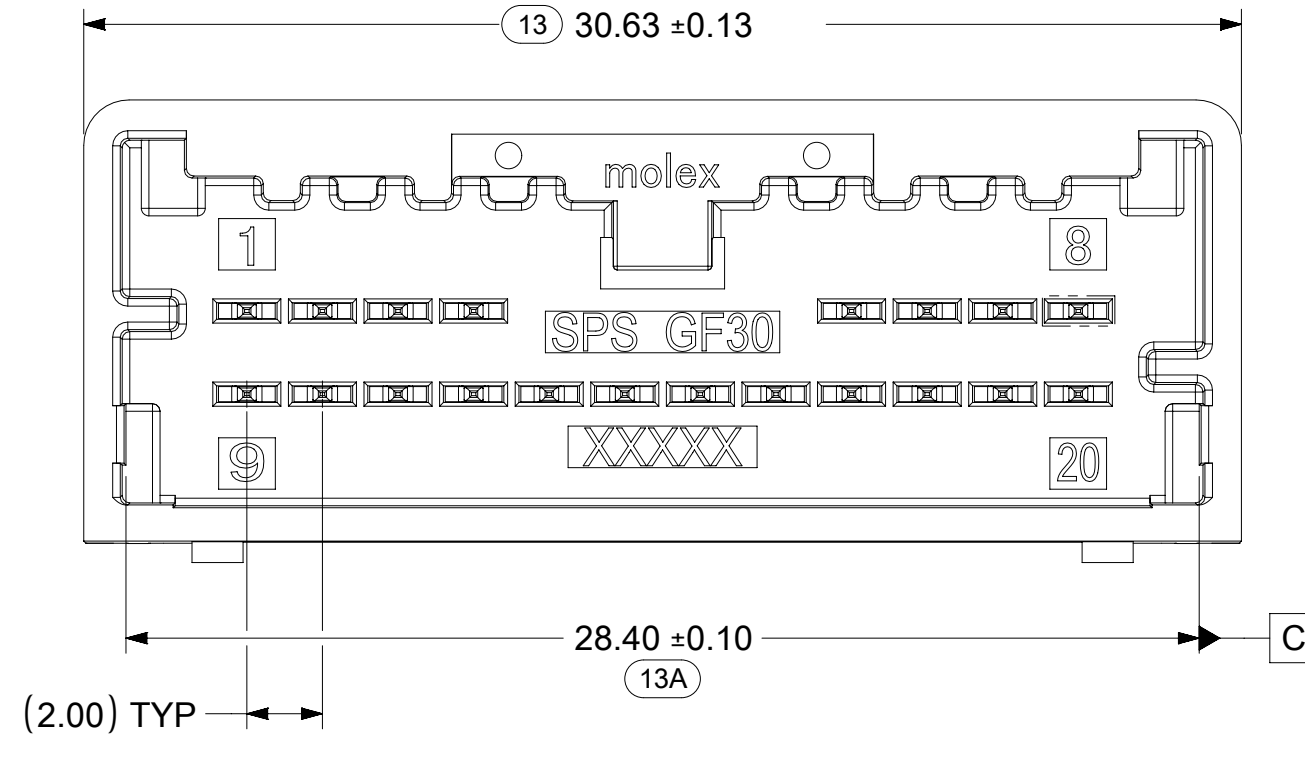 13 30.63 ±0.13
molex
1 8
SPS GF30
XXXXX
9 20
28.40 ±0.10
C
13A
(2.00) TYP